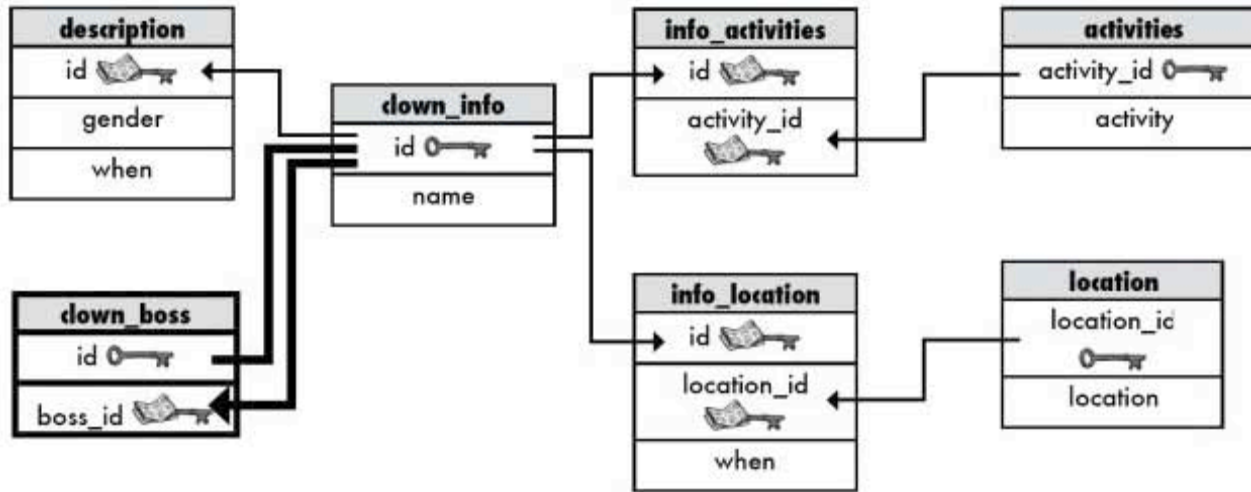 description
id
gender
when
clown_info
id
name
info_activities
id
activity_id
activities
activity_id
activity
clown_boss
id
boss_id
info_location
id
location_id
when
location
location_id
location